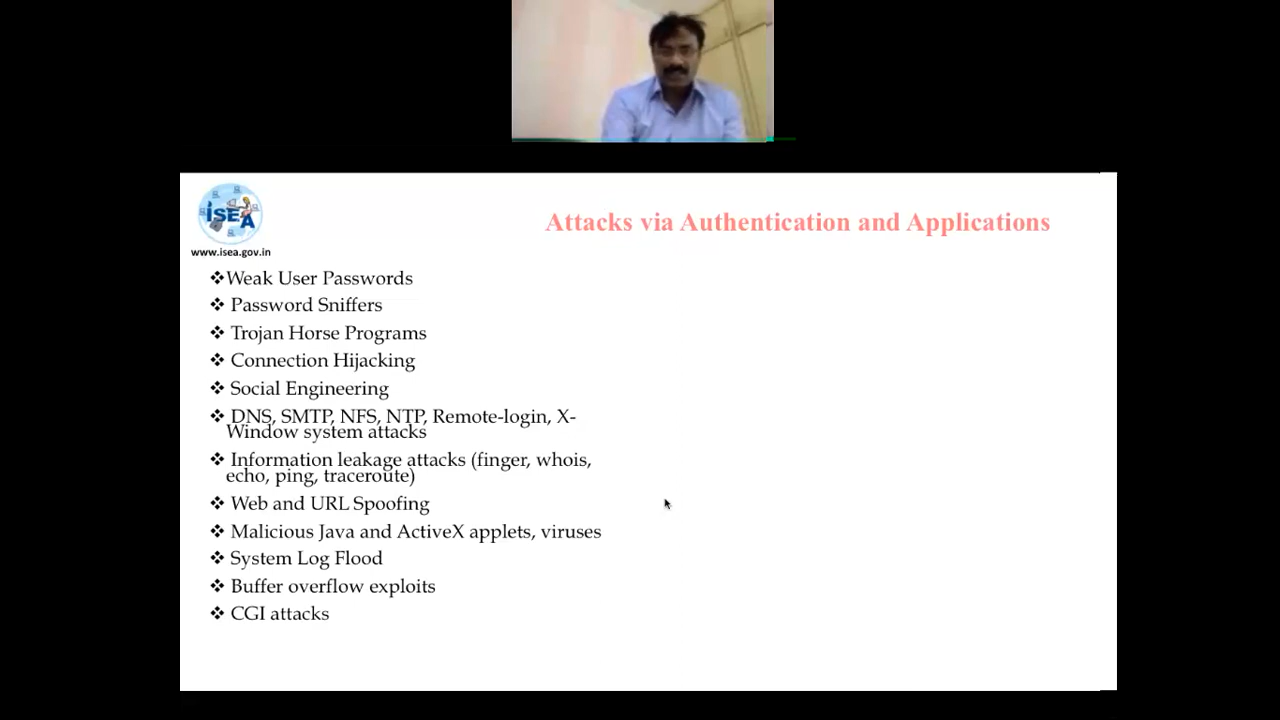 ISEA
www.isea.gov.in
Attacks via Authentication and Applications
❖Weak User Passwords
❖ Password Sniffers
❖ Trojan Horse Programs
❖ Connection Hijacking
❖ Social Engineering
❖ DNS, SMTP, NFS, NTP, Remote-login, X-
Window system attacks
❖ Information leakage attacks (finger, whois,
echo, ping, traceroute)
❖ Web and URL Spoofing
❖ Malicious Java and ActiveX applets, viruses
❖ System Log Flood
❖ Buffer overflow exploits
❖ CGI attacks